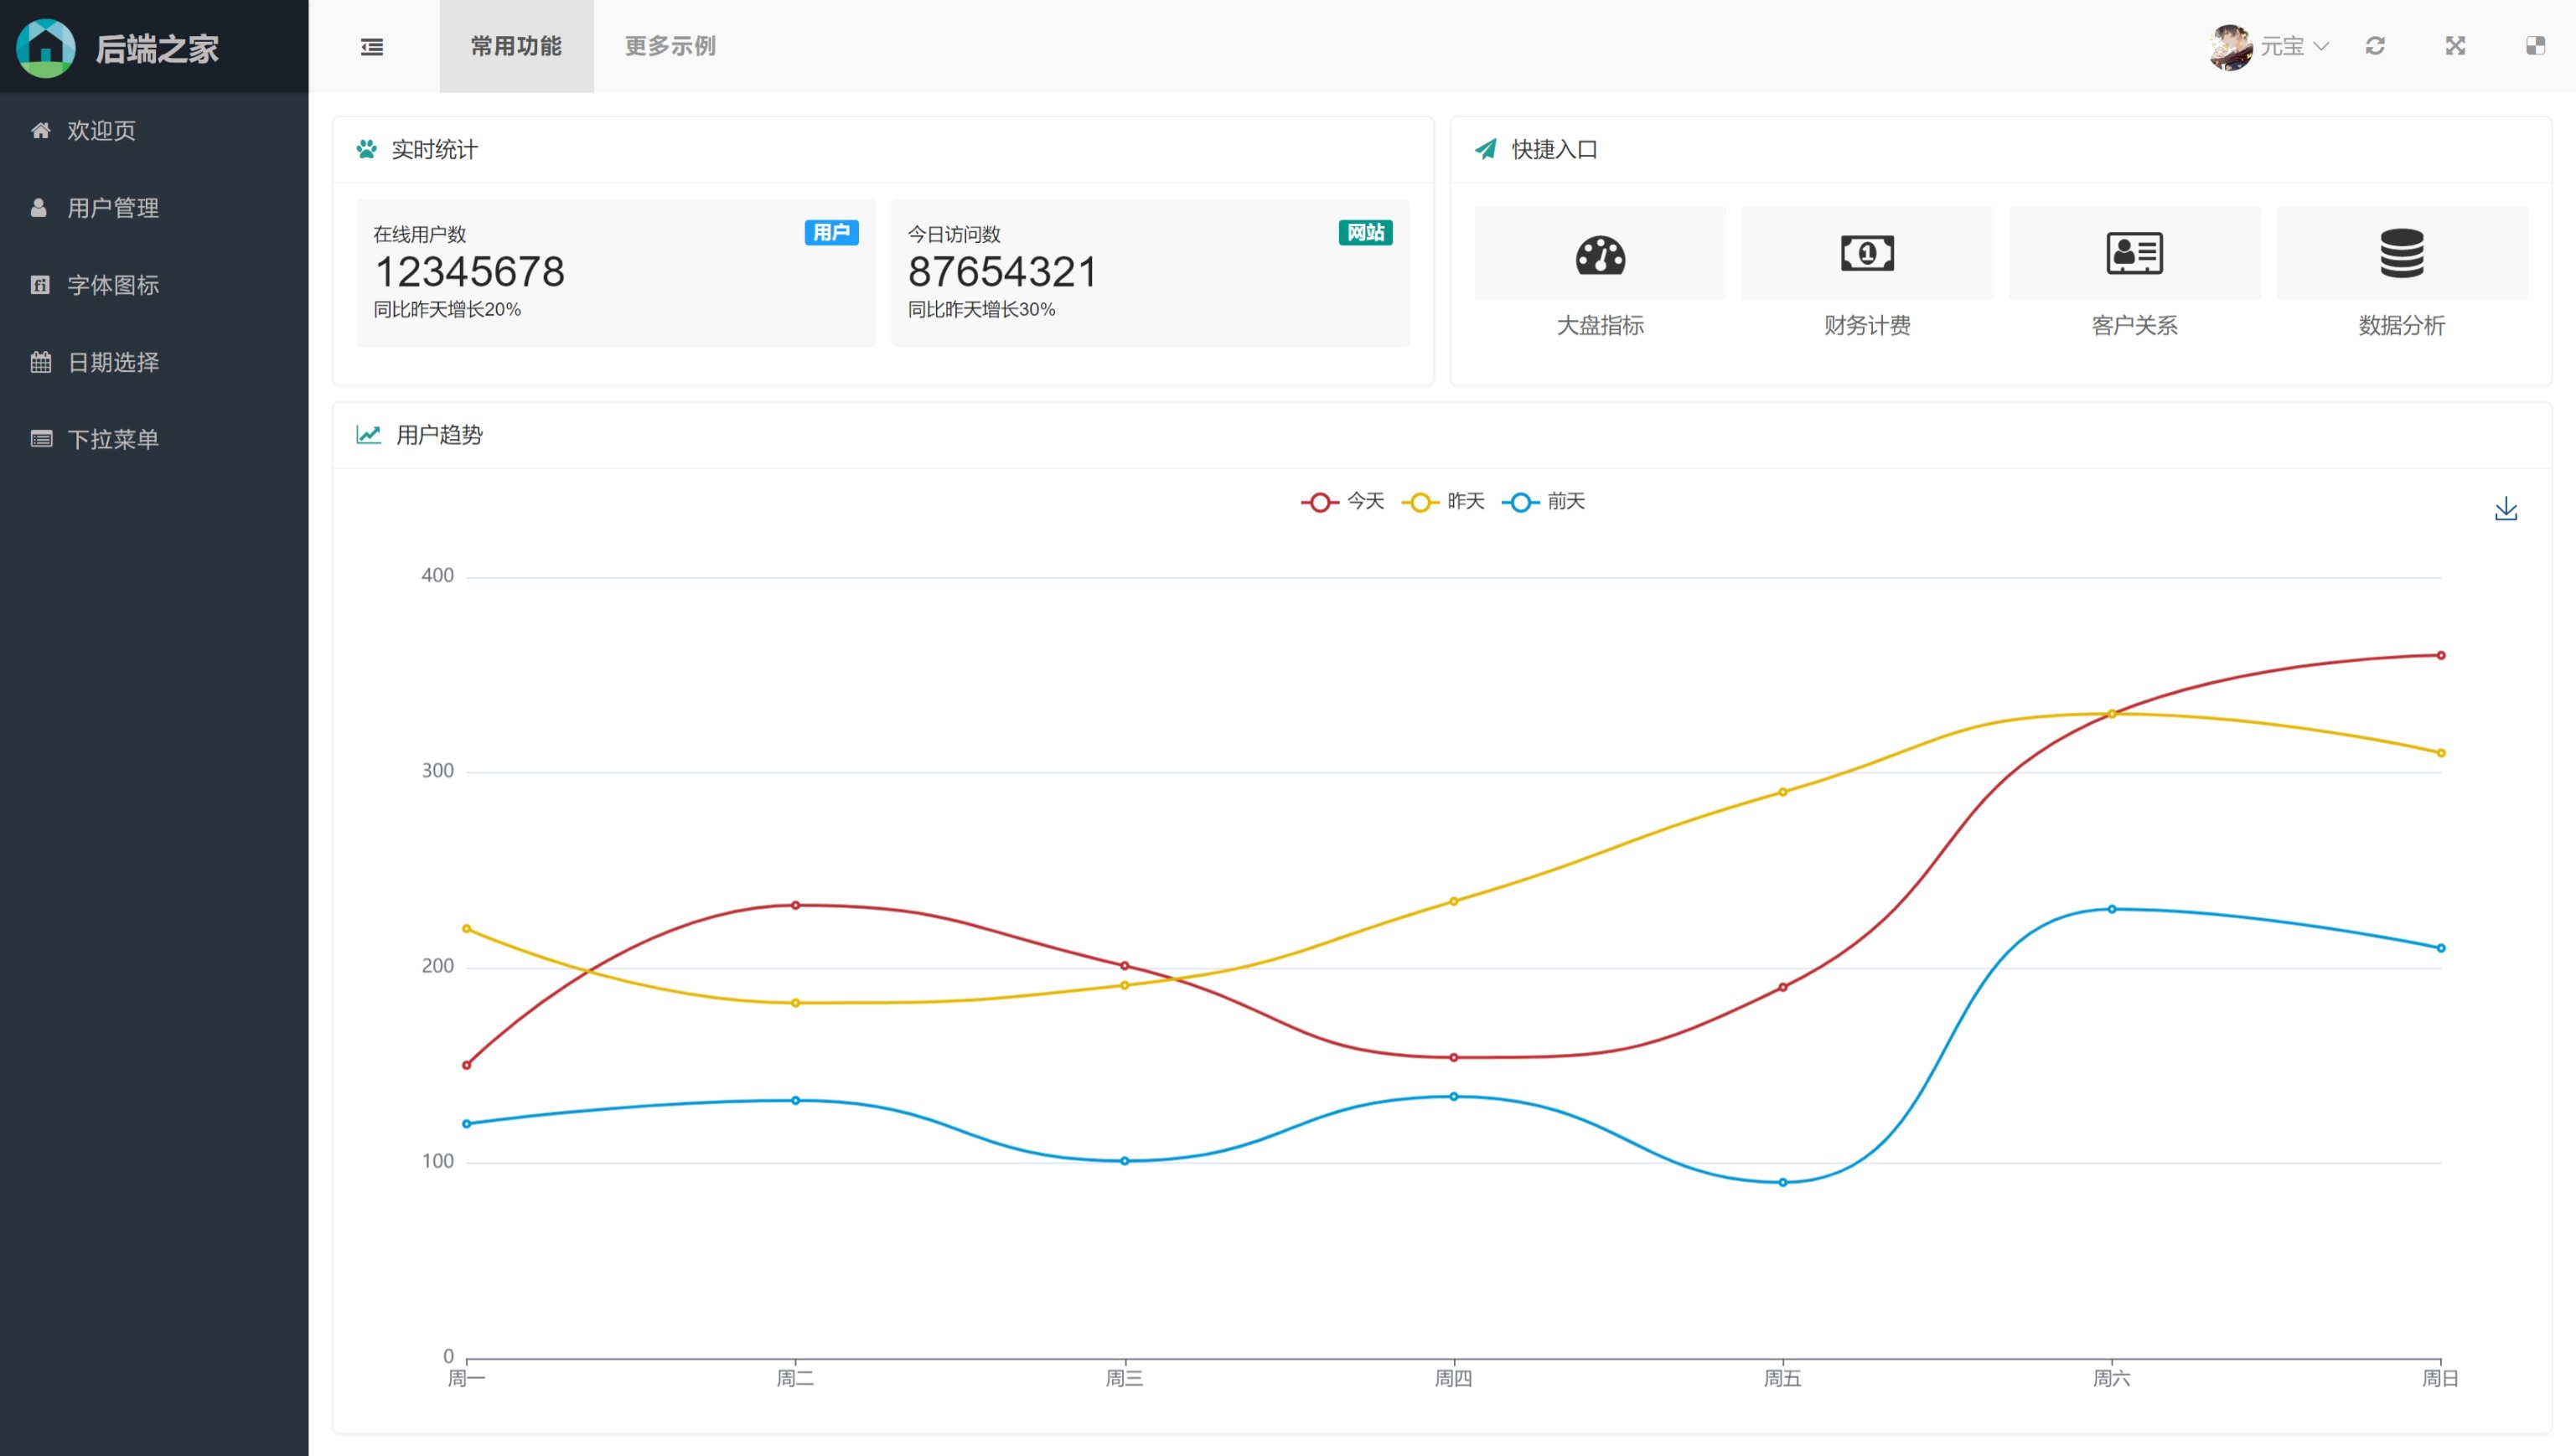 后端之家
常用功能
更多示例
元宝
欢迎页
用户管理
字体图标
日期选择
下拉菜单
实时统计
在线用户数
用户
12345678
同比昨天增长20%
今日访问数
网站
87654321
同比昨天增长30%
快捷入口
大盘指标
财务计费
客户关系
数据分析
用户趋势
今天 昨天 前天
400
300
200
100
0
周一 周二 周三 周四 周五 周六 周日